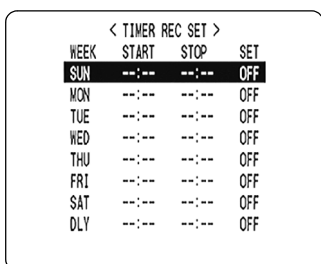 < TIMER REC SET >
WEEK START STOP SET
SUN --:-- --:-- OFF
MON --:-- --:-- OFF
TUE --:-- --:-- OFF
WED --:-- --:-- OFF
THU --:-- --:-- OFF
FRI --:-- --:-- OFF
SAT --:-- --:-- OFF
DLY --:-- --:-- OFF